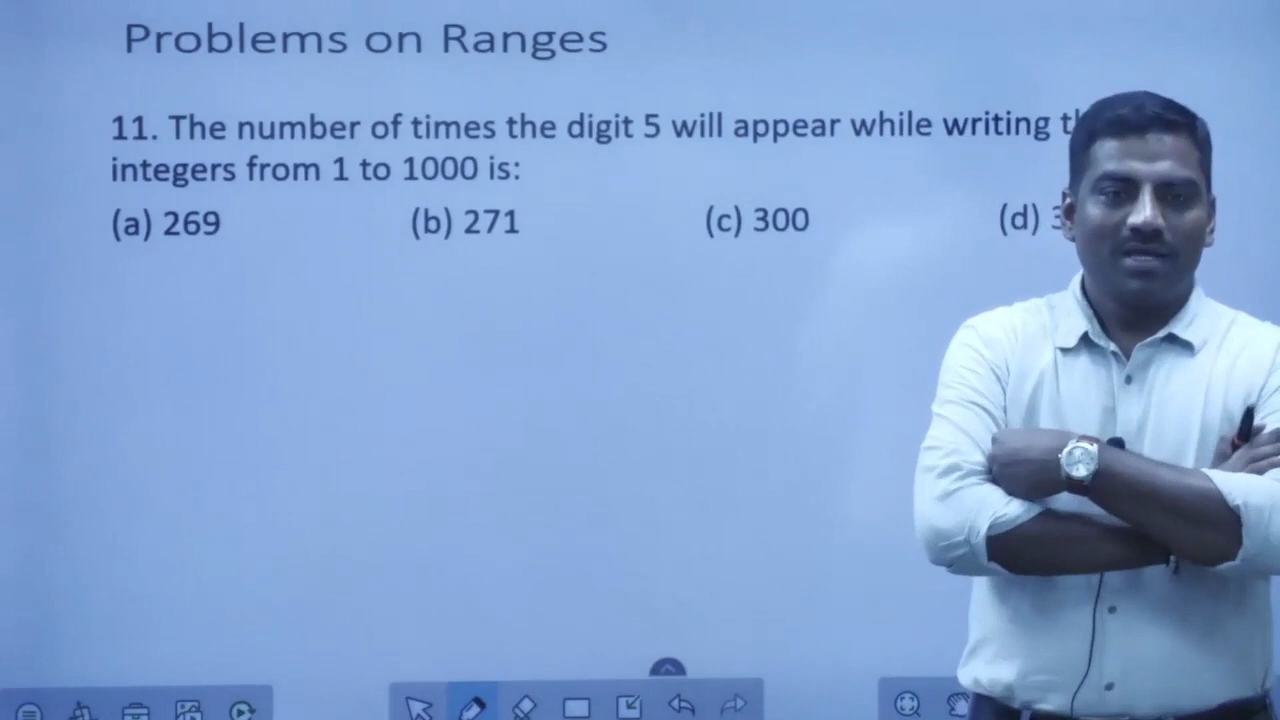 Problems on Ranges
11. The number of times the digit 5 will appear while writing
integers from 1 to 1000 is:
(a) 269 (b) 271 (c) 300 (d)